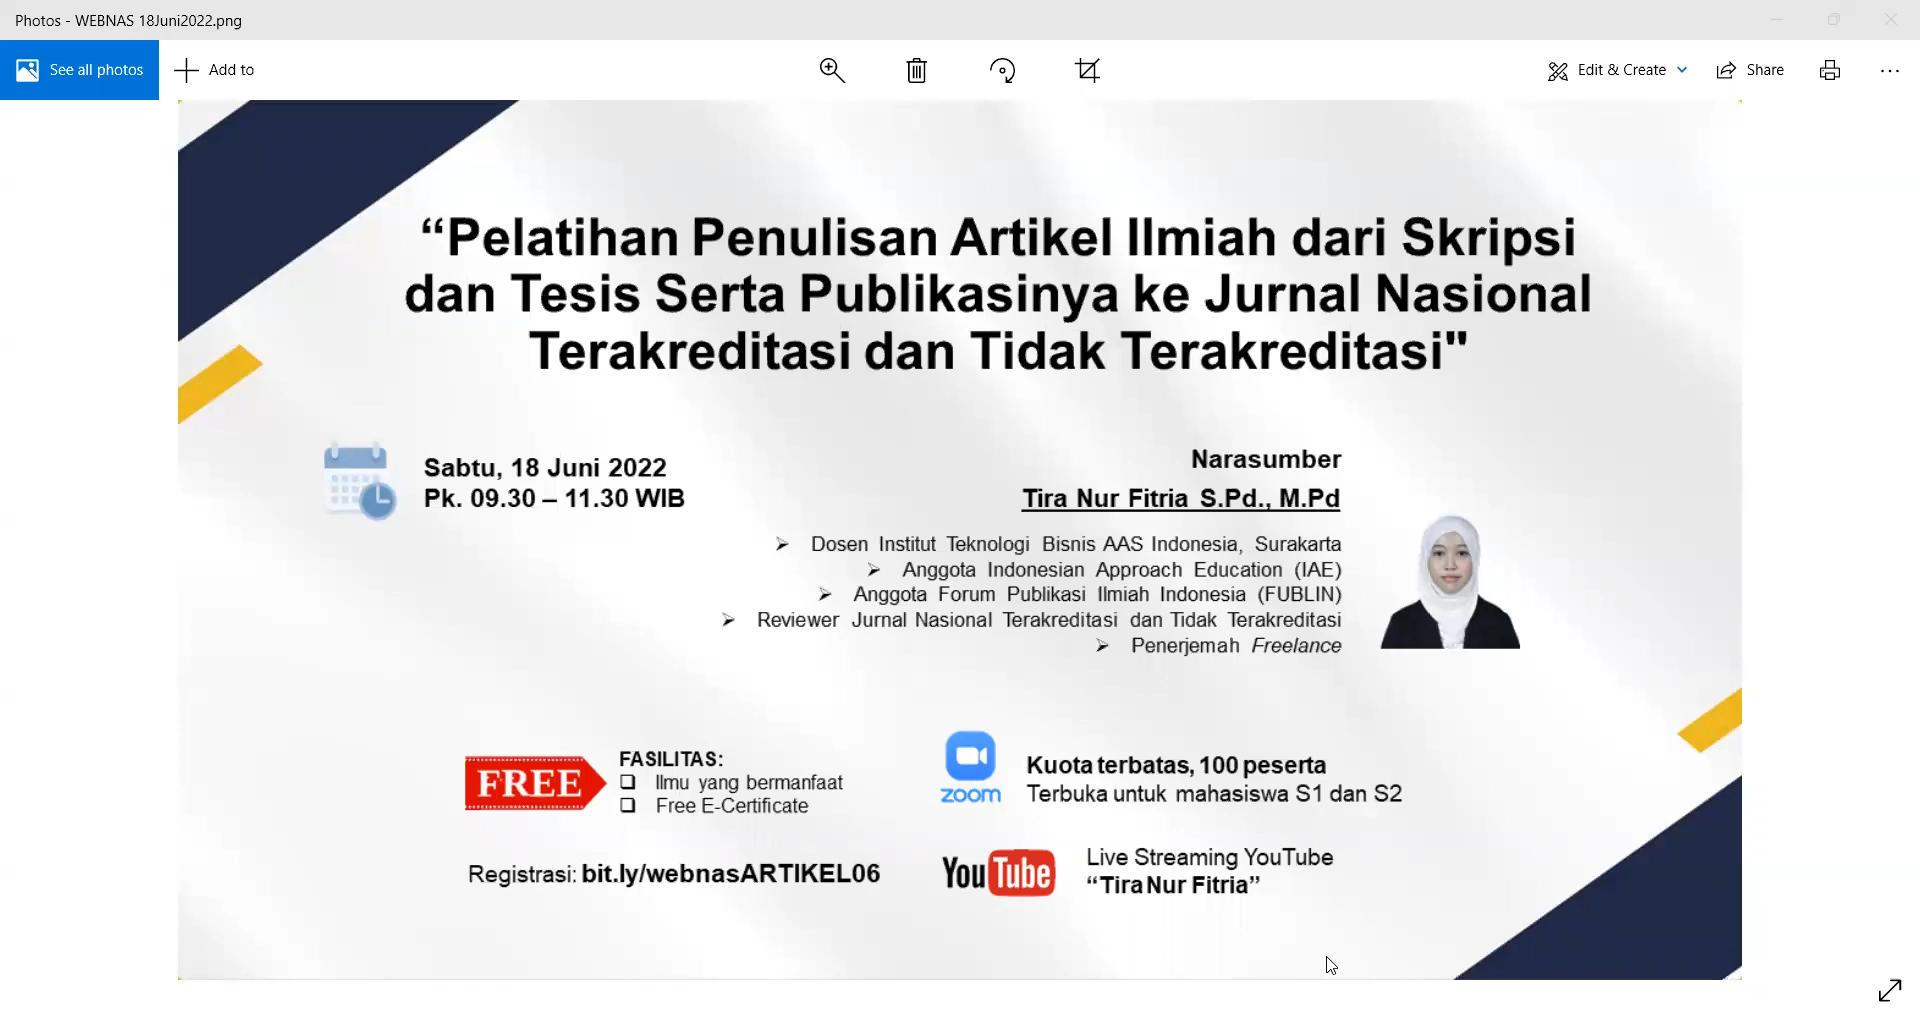 Photos - WEBNAS 18Juni2022.png
See all photos
Add to
Edit & Create
Share
“Pelatihan Penulisan Artikel Ilmiah dari Skripsi
dan Tesis Serta Publikasinya ke Jurnal Nasional
Terakreditasi dan Tidak Terakreditasi"
Sabtu, 18 Juni 2022
Pk. 09.30 – 11.30 WIB
Narasumber
Tira Nur Fitria S.Pd., M.Pd
➢ Dosen Institut Teknologi Bisnis AAS Indonesia, Surakarta
➢ Anggota Indonesian Approach Education (IAE)
➢ Anggota Forum Publikasi Ilmiah Indonesia (FUBLIN)
➢ Reviewer Jurnal Nasional Terakreditasi dan Tidak Terakreditasi
➢ Penerjemah Freelance
FREE
FASILITAS:
❑ Ilmu yang bermanfaat
❑ Free E-Certificate
zoom
Kuota terbatas, 100 peserta
Terbuka untuk mahasiswa S1 dan S2
Registrasi: bit.ly/webnasARTIKEL06
YouTube
Live Streaming YouTube
“Tira Nur Fitria”